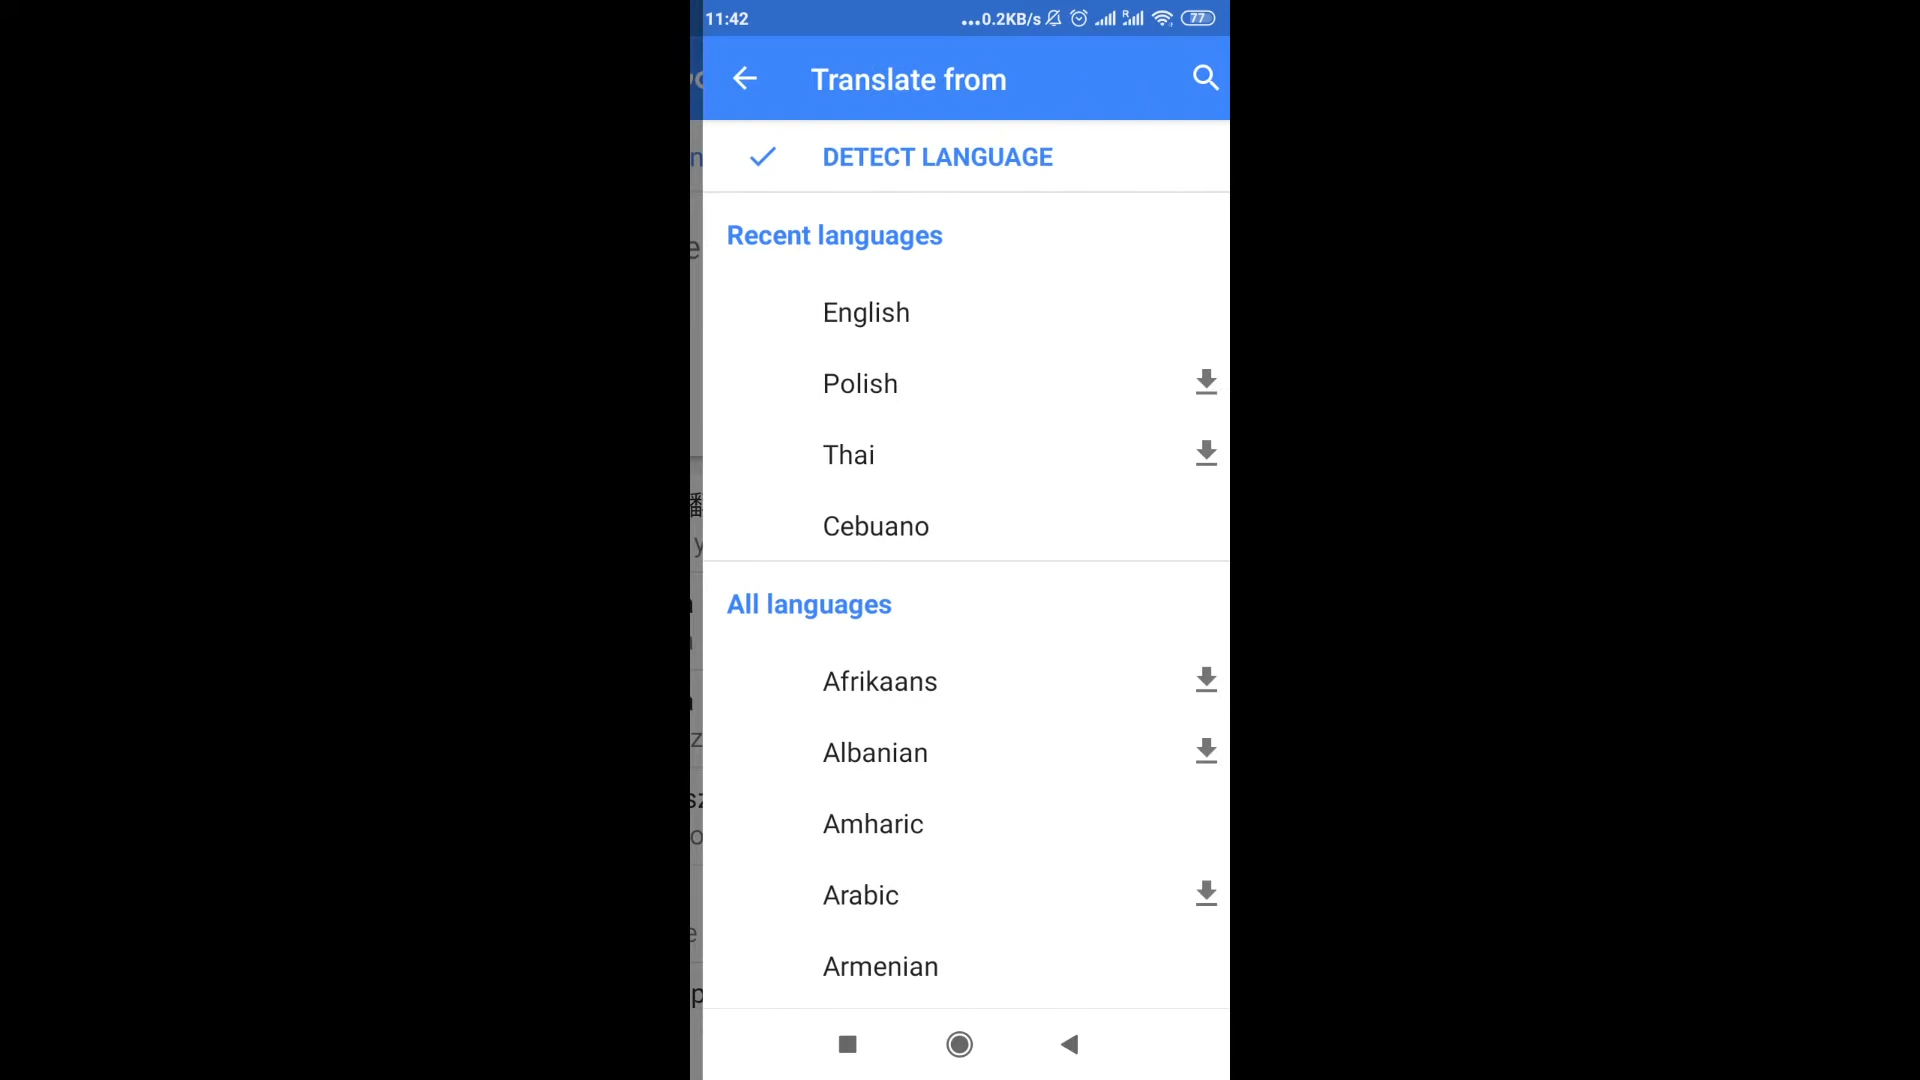 11:42 ...0.2KB/s R 77
Translate from
DETECT LANGUAGE
Recent languages
English
Polish
Thai
Cebuano
All languages
Afrikaans
Albanian
Amharic
Arabic
Armenian